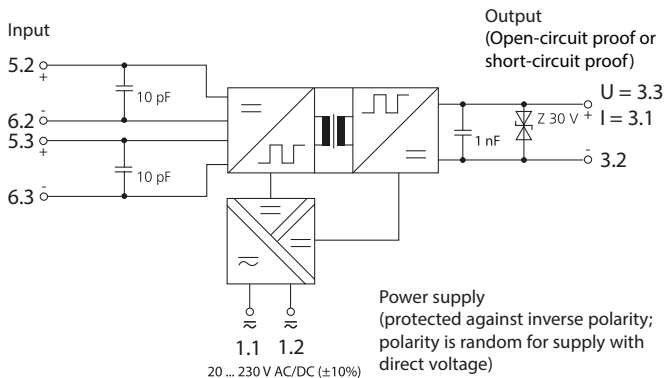 Input
Output
(Open-circuit proof or
short-circuit proof)
5.2
+
10 pF
-
6.2
5.3
+
10 pF
-
6.3
U = 3.3
+ I = 3.1
Z 30 V
1 nF
-
3.2
Power supply
(protected against inverse polarity;
polarity is random for supply with
direct voltage)
1.1 1.2
20 ... 230 V AC/DC (±10%)